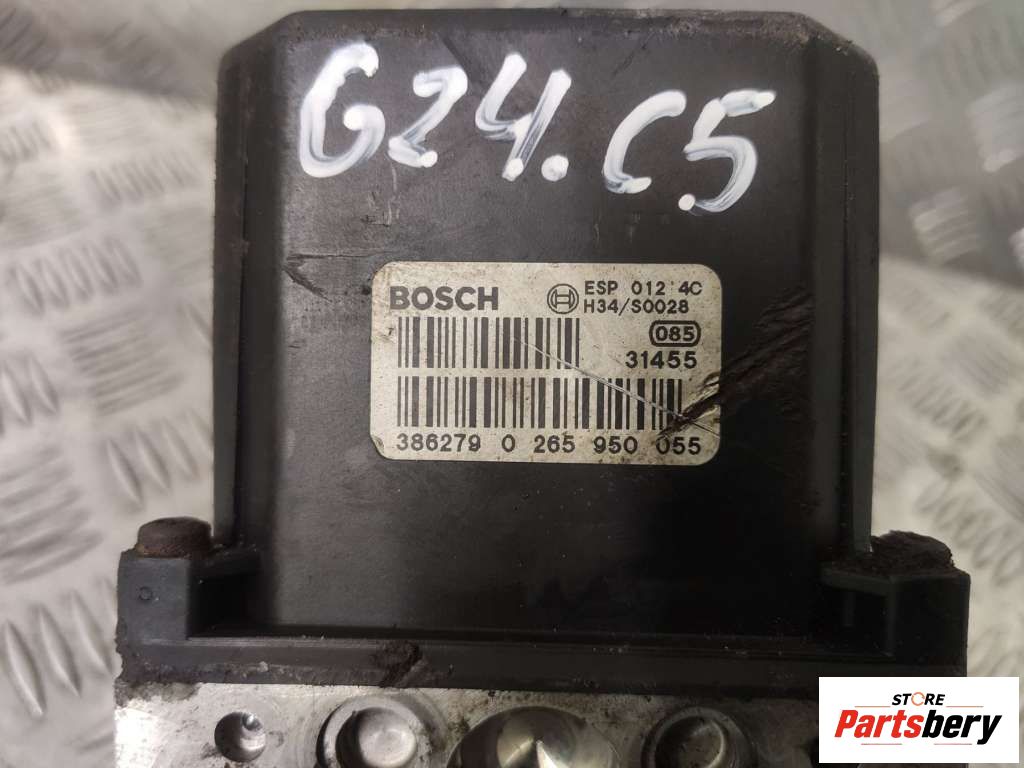 G24.C5
BOSCH
ESP 012 4C
H34/S0028
085
31455
386279 0 265 950 055
STORE
Partsbery